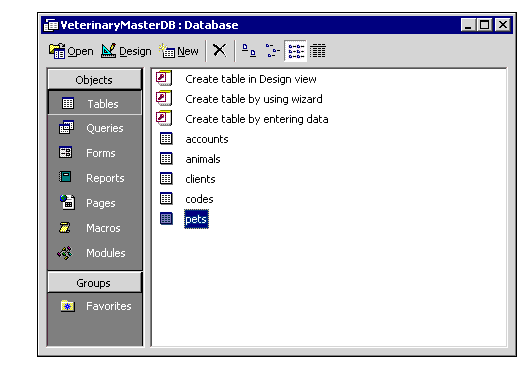 VeterinaryMasterDB : Database
Open Design New
Objects
Tables
Queries
Forms
Reports
Pages
Macros
Modules
Groups
Favorites
Create table in Design view
Create table by using wizard
Create table by entering data
accounts
animals
clients
codes
pets